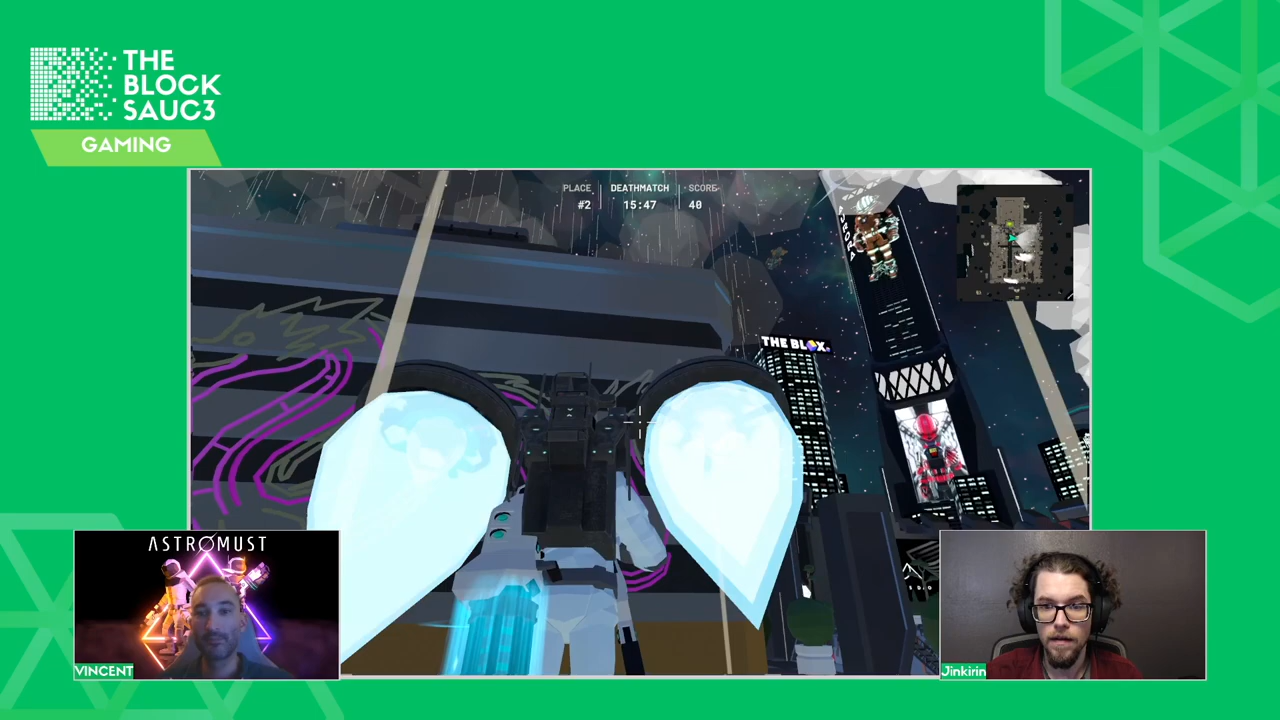 THE
BLOCK
SAUC3
GAMING
PLACE
#2
DEATHMATCH
15:47
SCORE
40
THE BLOX.
ASTROMUST
VINCENT
Jinkirin